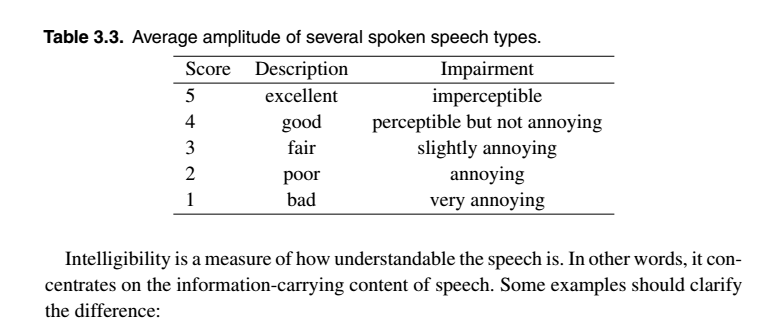 Table 3.3. Average amplitude of several spoken speech types.
Score Description Impairment
5 excellent imperceptible
4 good perceptible but not annoying
3 fair slightly annoying
2 poor annoying
1 bad very annoying
Intelligibility is a measure of how understandable the speech is. In other words, it con-
centrates on the information-carrying content of speech. Some examples should clarify
the difference: